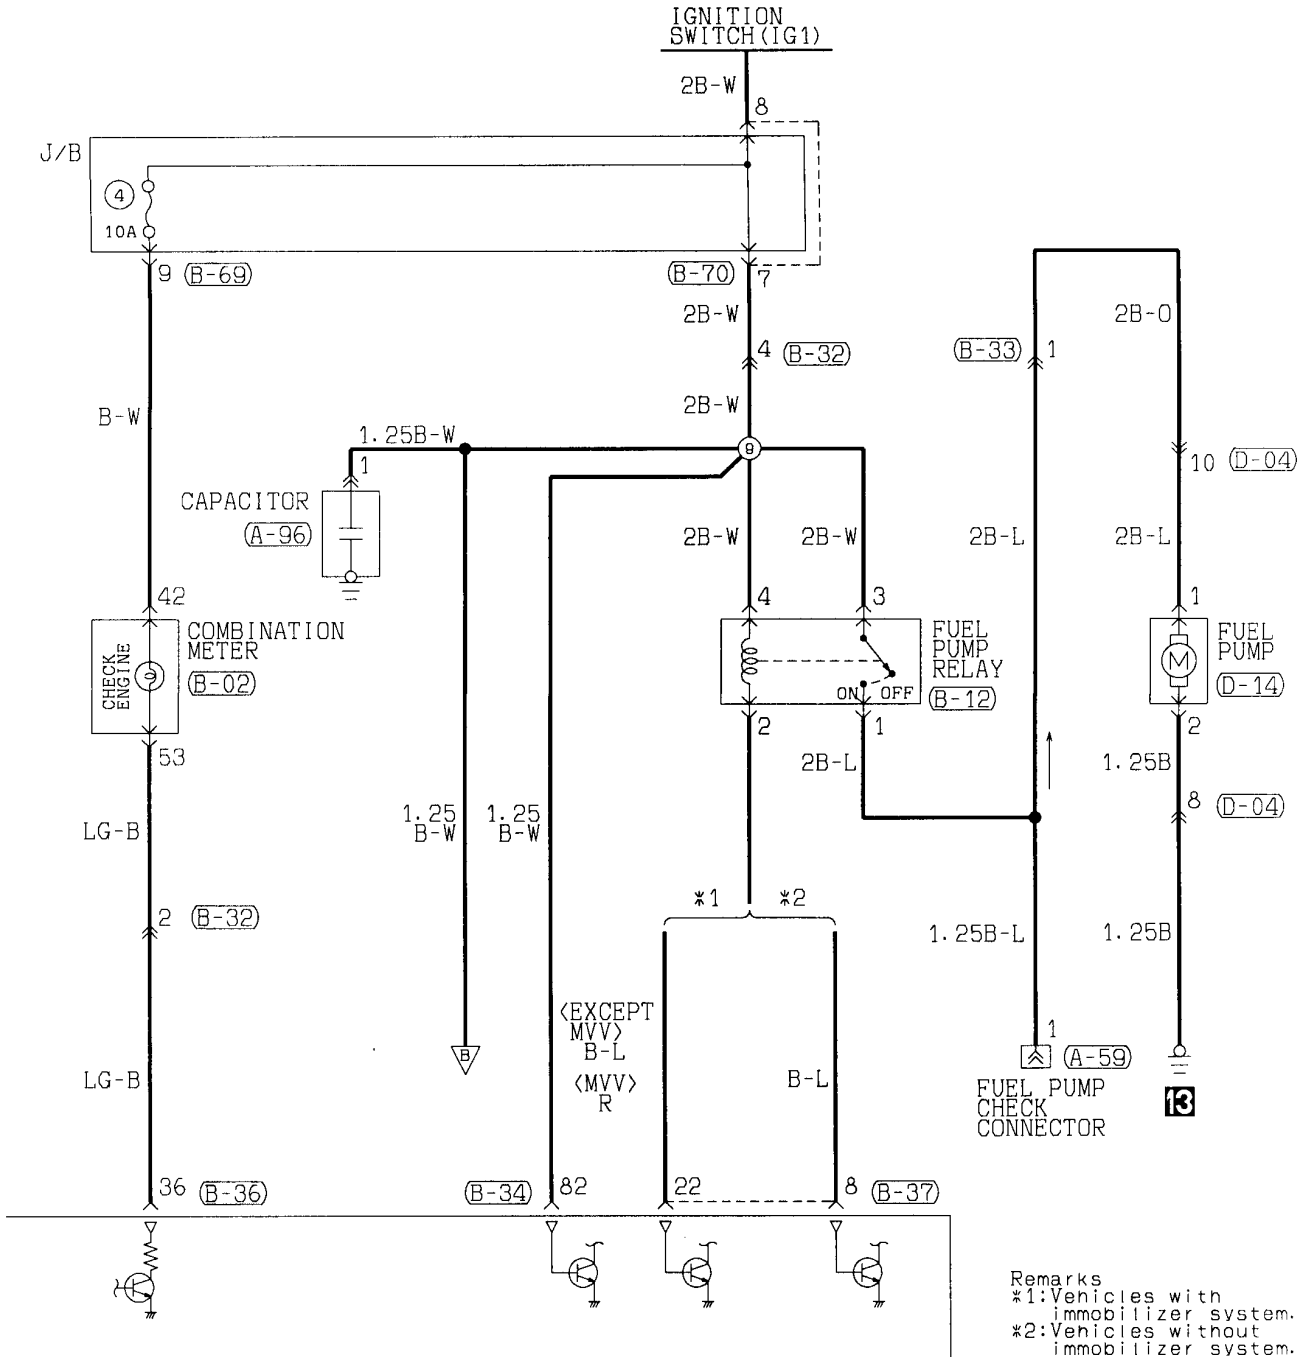 IGNITION
SWITCH(IG1)
2B-W
8
J/B
4
10A
9 (B-69)
(B-70) 7
2B-W
2B-O
4 (B-32)
(B-33) 1
2B-W
B-W
1.25B-W
1
10 (D-04)
CAPACITOR
(A-96)
2B-W
2B-W
2B-L
2B-L
42
4
3
1
COMBINATION
METER
(B-02)
CHECK
ENGINE
FUEL
PUMP
RELAY
(B-12)
ON OFF
M
FUEL
PUMP
(D-14)
53
2
1
2
2B-L
1.25B
LG-B
1.25
B-W
1.25
B-W
8 (D-04)
*1
*2
2 (B-32)
1.25B-L
1.25B
<EXCEPT
MVV>
B-L
<MVV>
R
B-L
B
1
(A-59)
FUEL PUMP
CHECK
CONNECTOR
13
LG-B
36 (B-36)
(B-34) 82
22
8 (B-37)
Remarks
*1:Vehicles with
immobilizer system.
*2:Vehicles without
immobilizer system.